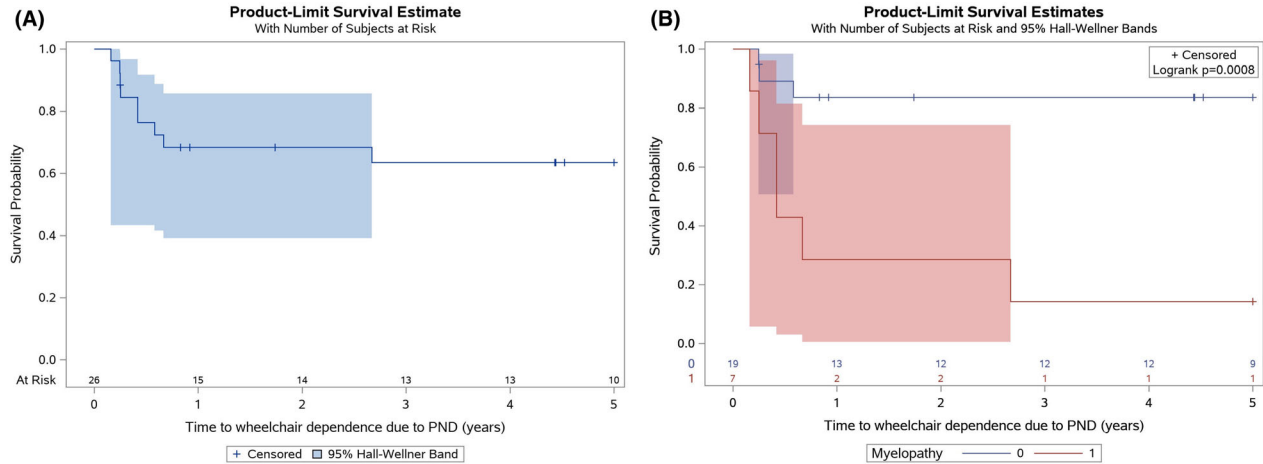 (A)
Product-Limit Survival Estimate
With Number of Subjects at Risk
Survival Probability
1.0
0.8
0.6
0.4
0.2
0.0
At Risk
26 15 14 13 13 10
0 1 2 3 4 5
Time to wheelchair dependence due to PND (years)
+ Censored 95% Hall-Wellner Band
(B)
Product-Limit Survival Estimates
With Number of Subjects at Risk and 95% Hall-Wellner Bands
+ Censored
Logrank p=0.0008
Survival Probability
1.0
0.8
0.6
0.4
0.2
0.0
0 19 13 12 12 12 9
1 7 2 2 1 1 1
0 1 2 3 4 5
Time to wheelchair dependence due to PND (years)
Myelopathy 0 1